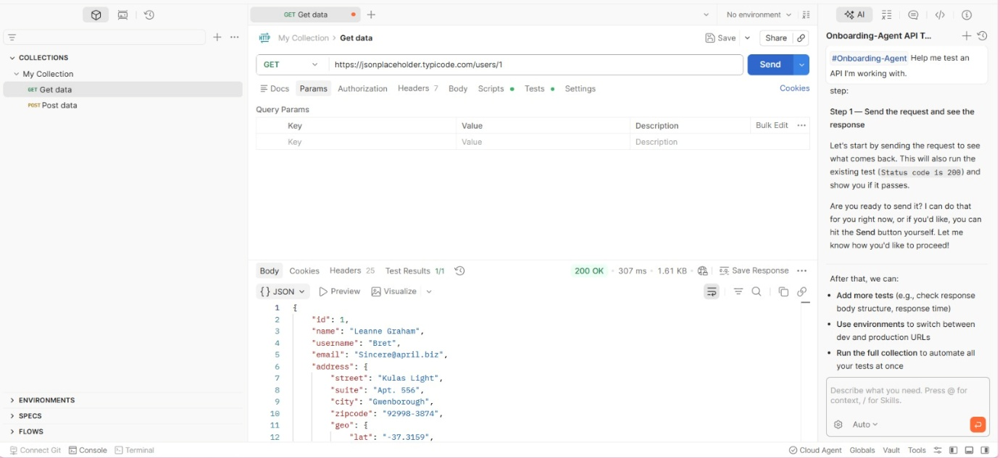 GET Get data
No environment
AI
COLLECTIONS
My Collection
GET Get data
POST Post data
ENVIRONMENTS
SPECS
FLOWS
HTTP My Collection > Get data
Save
Share
GET
https://jsonplaceholder.typicode.com/users/1
Send
Docs Params Authorization Headers 7 Body Scripts Tests Settings
Cookies
Query Params
Key Value Description Bulk Edit
Key Value Description
Body Cookies Headers 25 Test Results 1/1
200 OK • 307 ms • 1.61 KB
Save Response
{} JSON Preview Visualize
1 {
2 "id": 1,
3 "name": "Leanne Graham",
4 "username": "Bret",
5 "email": "Sincere@april.biz",
6 "address": {
7 "street": "Kulas Light",
8 "suite": "Apt. 556",
9 "city": "Gwenborough",
10 "zipcode": "92998-3874",
11 "geo": {
12 "lat": "-37.3159",
Onboarding-Agent API T...
#Onboarding-Agent Help me test an
API I'm working with.
step:
Step 1 — Send the request and see the
response
Let's start by sending the request to see
what comes back. This will also run the
existing test (Status code is 200) and
show you if it passes.
Are you ready to send it? I can do that
for you right now, or if you'd like, you can
hit the Send button yourself. Let me
know how you'd like to proceed!
After that, we can:
• Add more tests (e.g., check response
body structure, response time)
• Use environments to switch between
dev and production URLs
• Run the full collection to automate all
your tests at once
Describe what you need. Press @ for
context, / for Skills.
Auto
Connect Git Console Terminal
Cloud Agent Globals Vault Tools